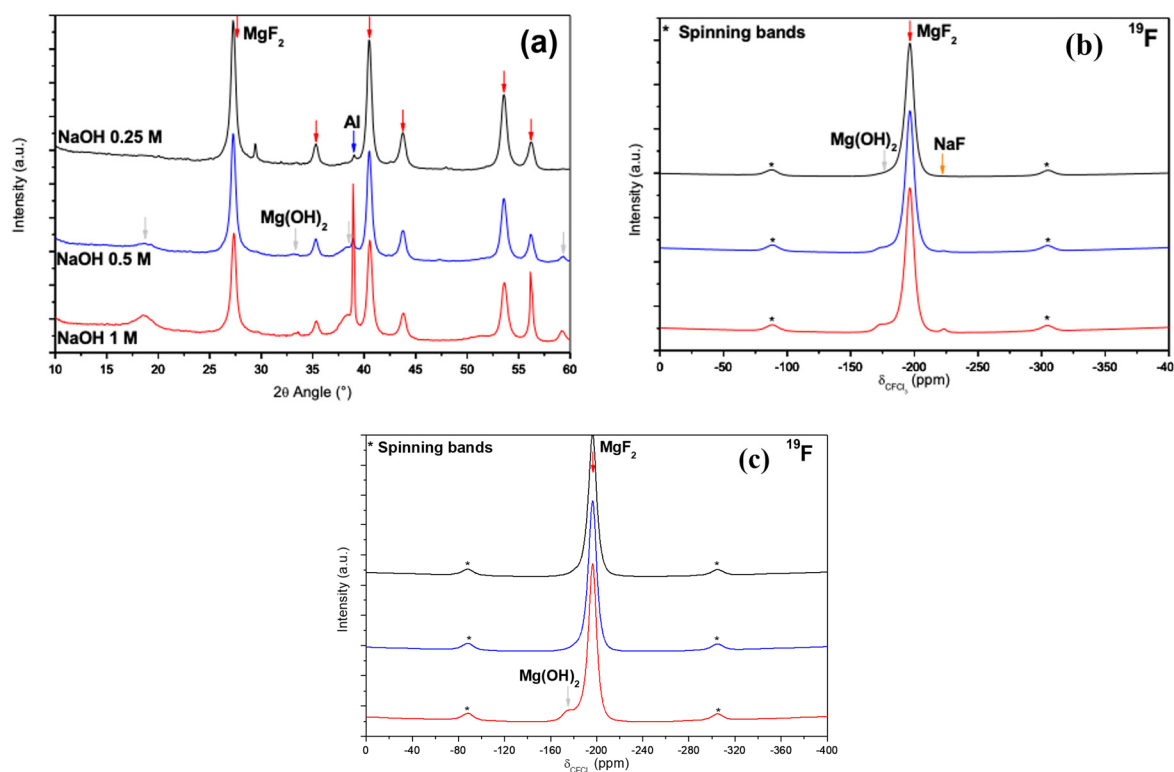 (a)
MgF2
Al
NaOH 0.25 M
Mg(OH)2
NaOH 0.5 M
NaOH 1 M
Intensity (a.u.)
10 15 20 25 30 35 40 45 50 55 60
2θ Angle (°)
* Spinning bands
MgF2
(b)
19F
Mg(OH)2
NaF
* *
* *
* *
Intensity (a.u.)
0 -50 -100 -150 -200 -250 -300 -350 -40
δCFCl3 (ppm)
* Spinning bands
MgF2
(c)
19F
* *
* *
Mg(OH)2
* *
Intensity (a.u.)
0 -40 -80 -120 -160 -200 -240 -280 -320 -360 -400
δCFCl (ppm)